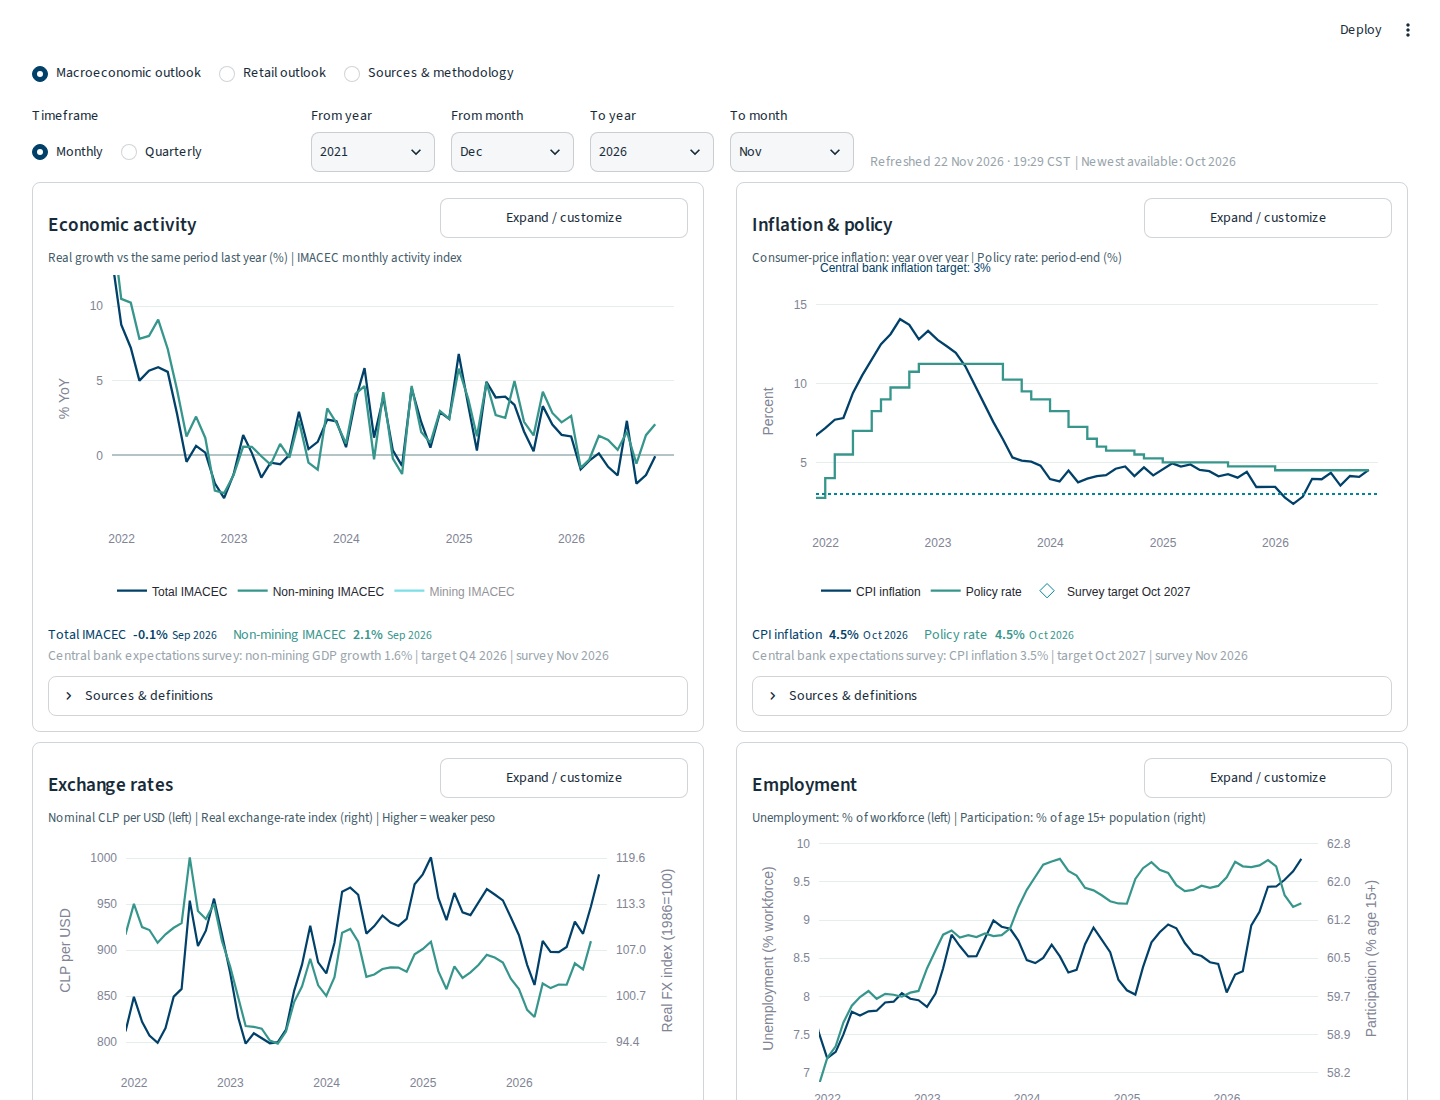 Deploy
Macroeconomic outlook Retail outlook Sources & methodology
Timeframe From year From month To year To month
Monthly Quarterly 2021 Dec 2026 Nov Refreshed 22 Nov 2026 · 19:29 CST | Newest available: Oct 2026
Economic activity Expand / customize
Real growth vs the same period last year (%) | IMACEC monthly activity index
% YoY
10
5
0
2022 2023 2024 2025 2026
Total IMACEC Non-mining IMACEC Mining IMACEC
Total IMACEC -0.1% Sep 2026 Non-mining IMACEC 2.1% Sep 2026
Central bank expectations survey: non-mining GDP growth 1.6% | target Q4 2026 | survey Nov 2026
Sources & definitions
Inflation & policy Expand / customize
Consumer-price inflation: year over year | Policy rate: period-end (%)
Central bank inflation target: 3%
Percent
15
10
5
2022 2023 2024 2025 2026
CPI inflation Policy rate Survey target Oct 2027
CPI inflation 4.5% Oct 2026 Policy rate 4.5% Oct 2026
Central bank expectations survey: CPI inflation 3.5% | target Oct 2027 | survey Nov 2026
Sources & definitions
Exchange rates Expand / customize
Nominal CLP per USD (left) | Real exchange-rate index (right) | Higher = weaker peso
CLP per USD
1000 119.6
950 113.3
900 107.0
850 100.7
800 94.4
Real FX index (1986=100)
2022 2023 2024 2025 2026
Employment Expand / customize
Unemployment: % of workforce (left) | Participation: % of age 15+ population (right)
Unemployment (% workforce)
10 62.8
9.5 62.0
9 61.2
8.5 60.5
8 59.7
7.5 58.9
7 58.2
Participation (% age 15+)
2022 2023 2024 2025 2026